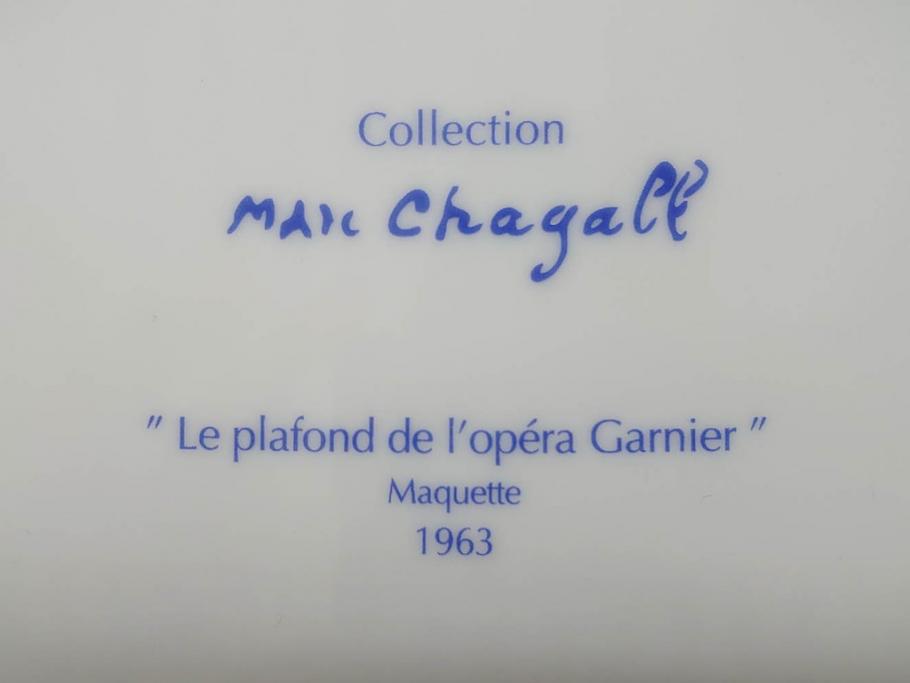 Collection
Marc Chagall
" Le plafond de l'opéra Garnier "
Maquette
1963